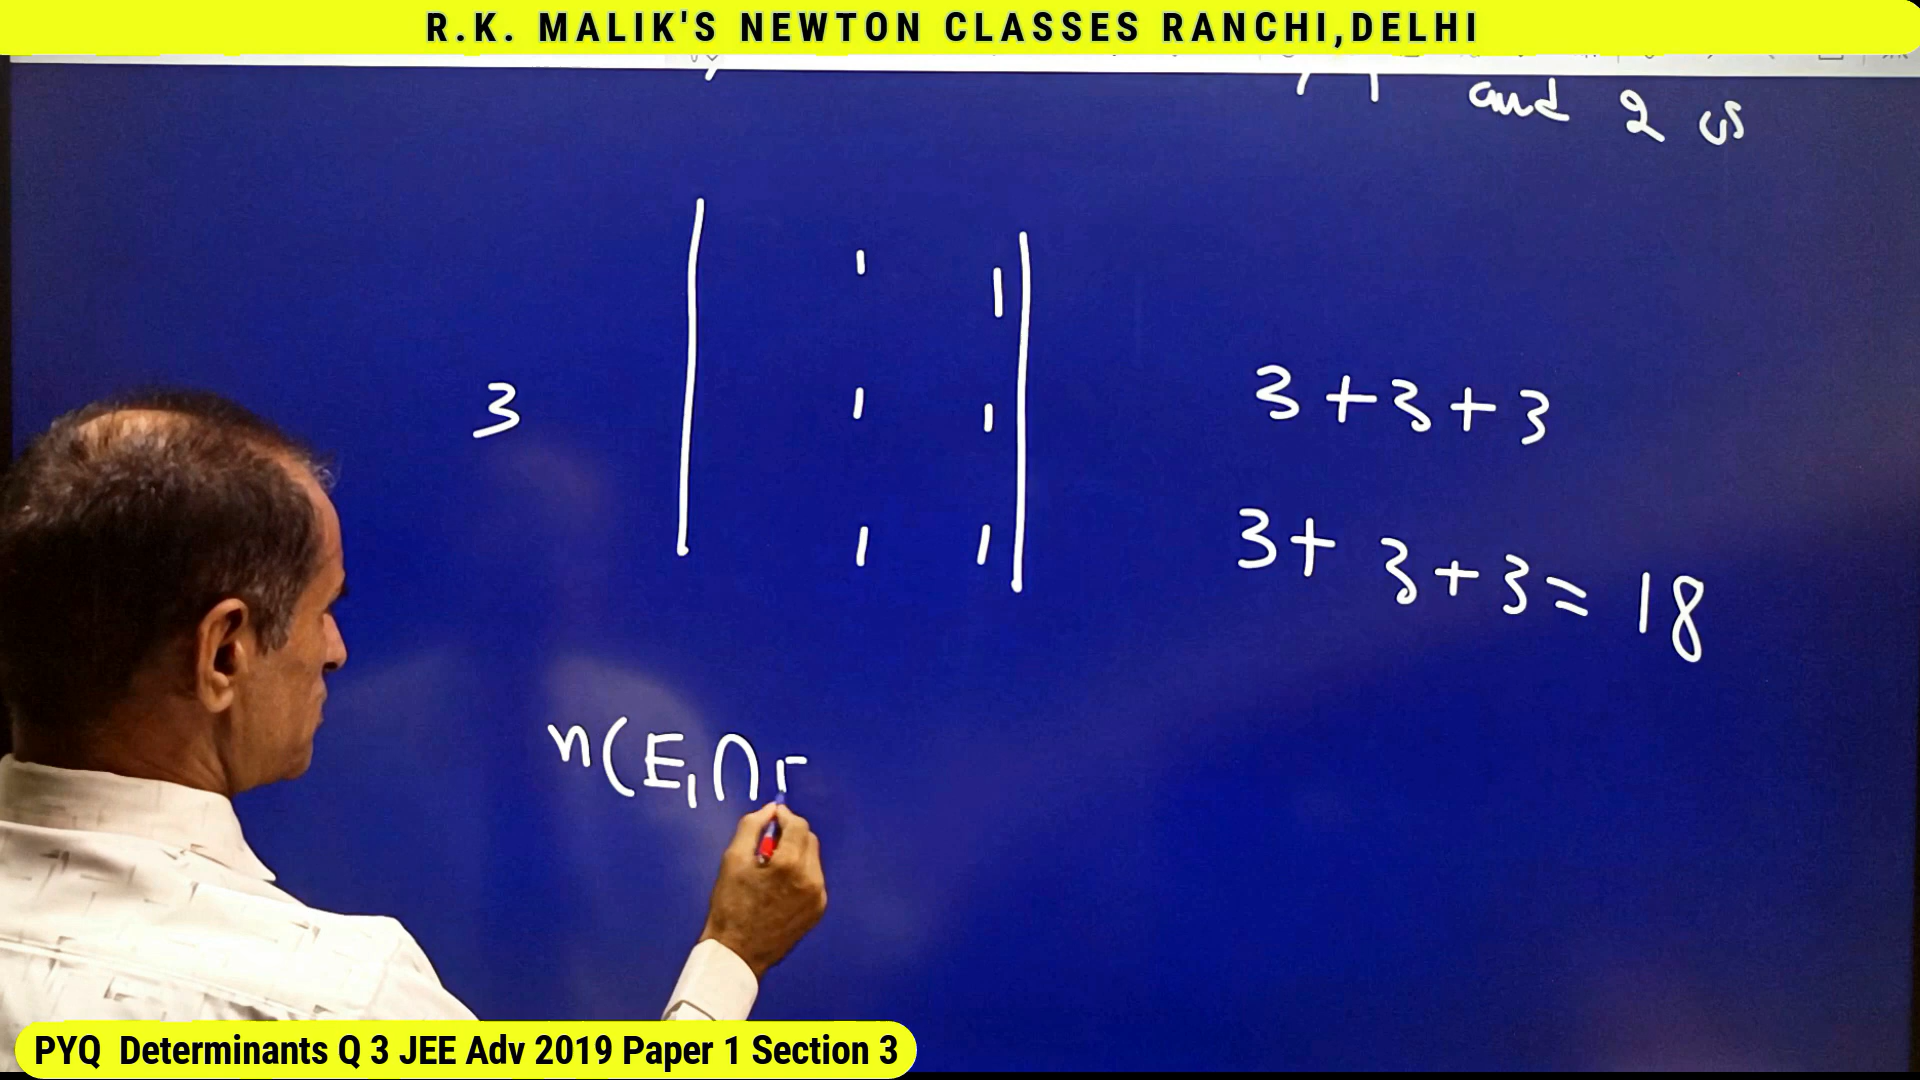 R.K. MALIK'S NEWTON CLASSES RANCHI,DELHI
and 2 is
1 1
3 1 1 3+3+3
1 1 3+3+3=18
n(E₁∩
PYQ Determinants Q 3 JEE Adv 2019 Paper 1 Section 3